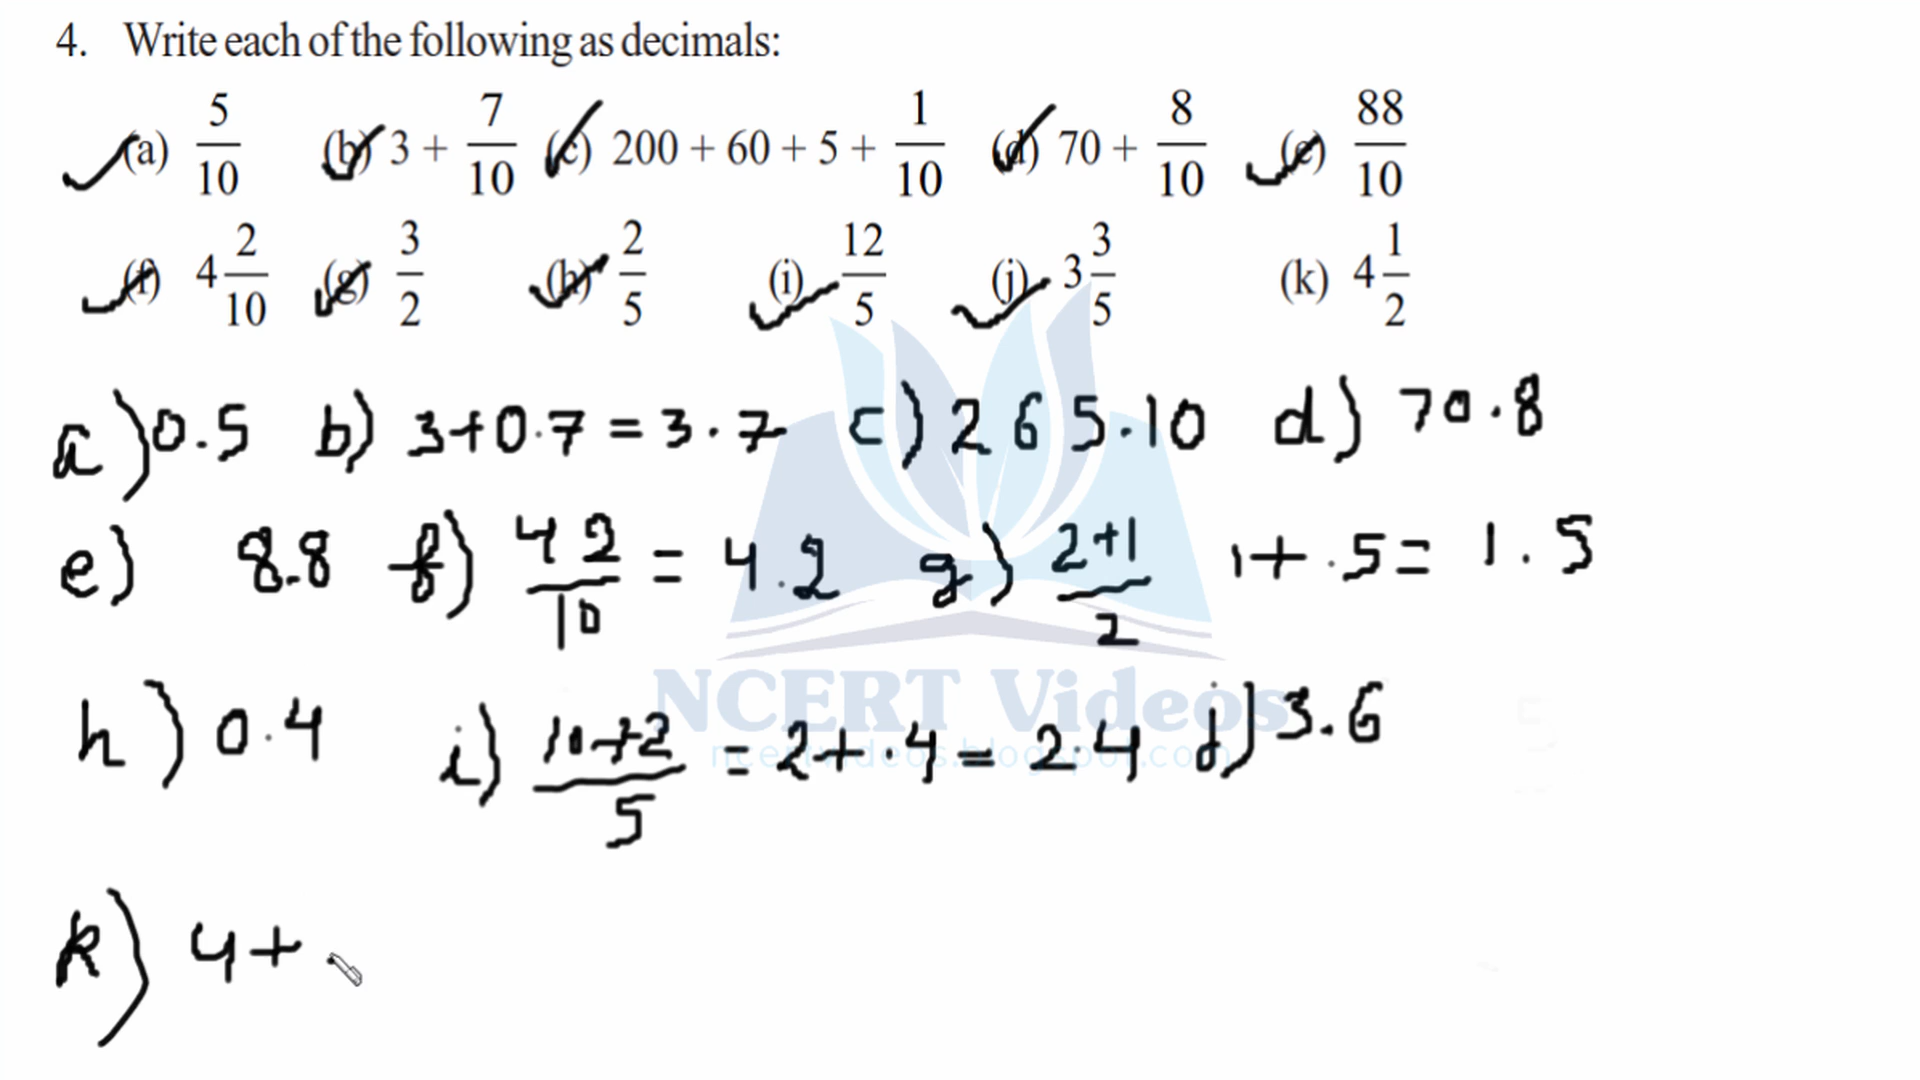 4. Write each of the following as decimals:
(a) 5/10 (b) 3 + 7/10 (c) 200 + 60 + 5 + 1/10 (d) 70 + 8/10 (e) 88/10
(f) 4 2/10 (g) 3/2 (h) 2/5 (i) 12/5 (j) 3 3/5 (k) 4 1/2
a) 0.5 b) 3+0.7 = 3.7 c) 265.10 d) 70.8
e) 8.8 f) 42/10 = 4.2 g) 2+1/2 1+.5= 1.5
h) 0.4 i) 10+2/5 = 2+.4 = 2.4 j) 3.6
NCERT Videos
ncertvideos.blogspot.com
k) 4+.